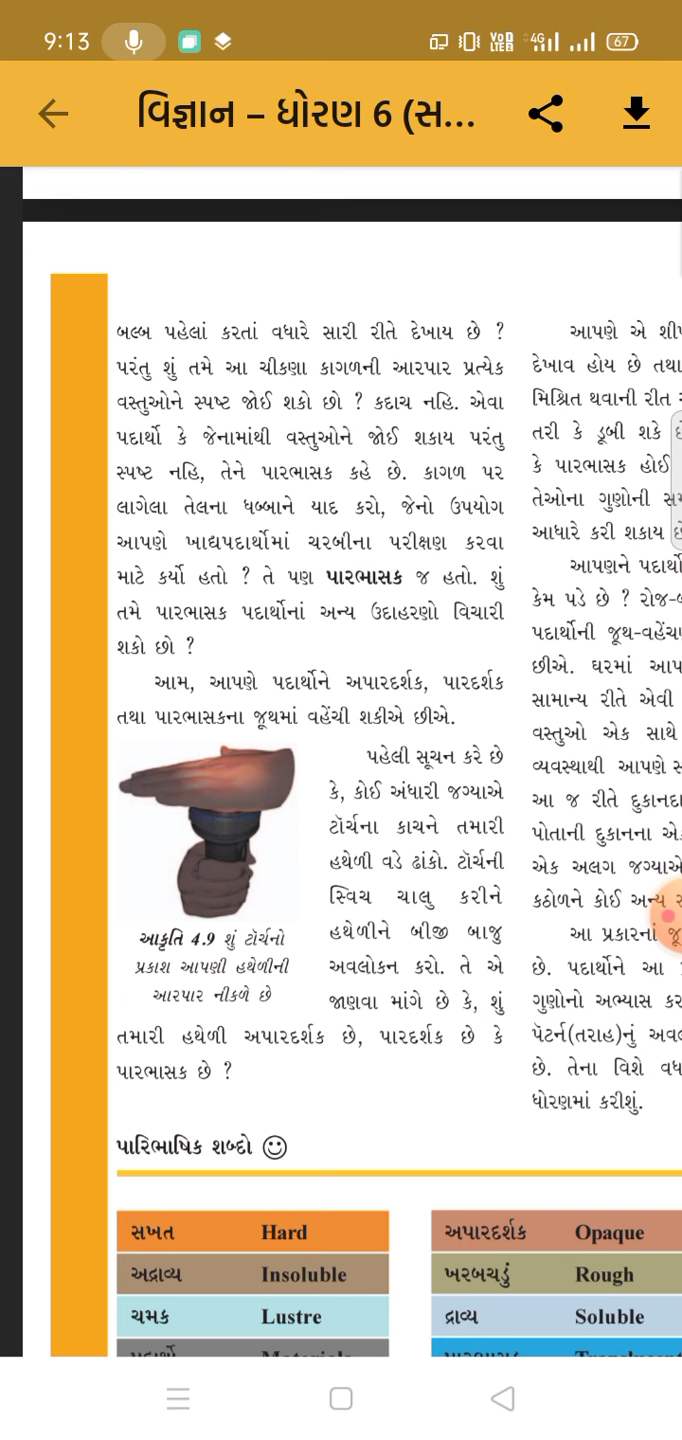 9:13
VoD LTEB 4G 67
વિજ્ઞાન – ધોરણ 6 (સ...
બલ્બ પહેલાં કરતાં વધારે સારી રીતે દેખાય છે ?
પરંતુ શું તમે આ ચીકણા કાગળની આરપાર પ્રત્યેક
વસ્તુઓને સ્પષ્ટ જોઈ શકો છો ? કદાચ નહિ. એવા
પદાર્થો કે જેનામાંથી વસ્તુઓને જોઈ શકાય પરંતુ
સ્પષ્ટ નહિ, તેને પારભાસક કહે છે. કાગળ પર
લાગેલા તેલના ધબ્બાને યાદ કરો, જેનો ઉપયોગ
આપણે ખાદ્યપદાર્થોમાં ચરબીના પરીક્ષણ કરવા
માટે કર્યો હતો ? તે પણ પારભાસક જ હતો. શું
તમે પારભાસક પદાર્થોનાં અન્ય ઉદાહરણો વિચારી
શકો છો ?
આમ, આપણે પદાર્થોને અપારદર્શક, પારદર્શક
તથા પારભાસકના જૂથમાં વહેંચી શકીએ છીએ.
પહેલી સૂચન કરે છે
કે, કોઈ અંધારી જગ્યાએ
ટૉર્ચના કાચને તમારી
હથેળી વડે ઢાંકો. ટૉર્ચની
સ્વિચ ચાલુ કરીને
હથેળીને બીજી બાજુ
અવલોકન કરો. તે એ
જાણવા માંગે છે કે, શું
તમારી હથેળી અપારદર્શક છે, પારદર્શક છે કે
પારભાસક છે ?
આકૃતિ 4.9 શું ટૉર્ચનો
પ્રકાશ આપણી હથેળીની
આરપાર નીકળે છે
આપણે એ
દેખાવ હોય છે તથા
મિશ્રિત થવાની રીત
તરી કે ડૂબી શકે
કે પારભાસક હોઈ
તેઓના ગુણોની
આધારે કરી શકાય
આપણને
કેમ પડે છે ?
પદાર્થોની
છીએ. ઘરમાં
સામાન્ય રીતે એવી
વસ્તુઓ એક સાથે
વ્યવસ્થાથી આપણે
આ જ રીતે
પોતાની દુકાનના
એક અલગ જગ્યાએ
કઠોળને કોઈ અન્ય
આ પ્રકારનાં
છે. પદાર્થોને આ
ગુણોનો અભ્યાસ
પૅટર્ન(તરાહ)નું
છે. તેના વિશે
ધોરણમાં કરીશું.
પારિભાષિક શબ્દો
સખત Hard
અદ્રાવ્ય Insoluble
ચમક Lustre
અપારદર્શક Opaque
ખરબચડું Rough
દ્રાવ્ય Soluble